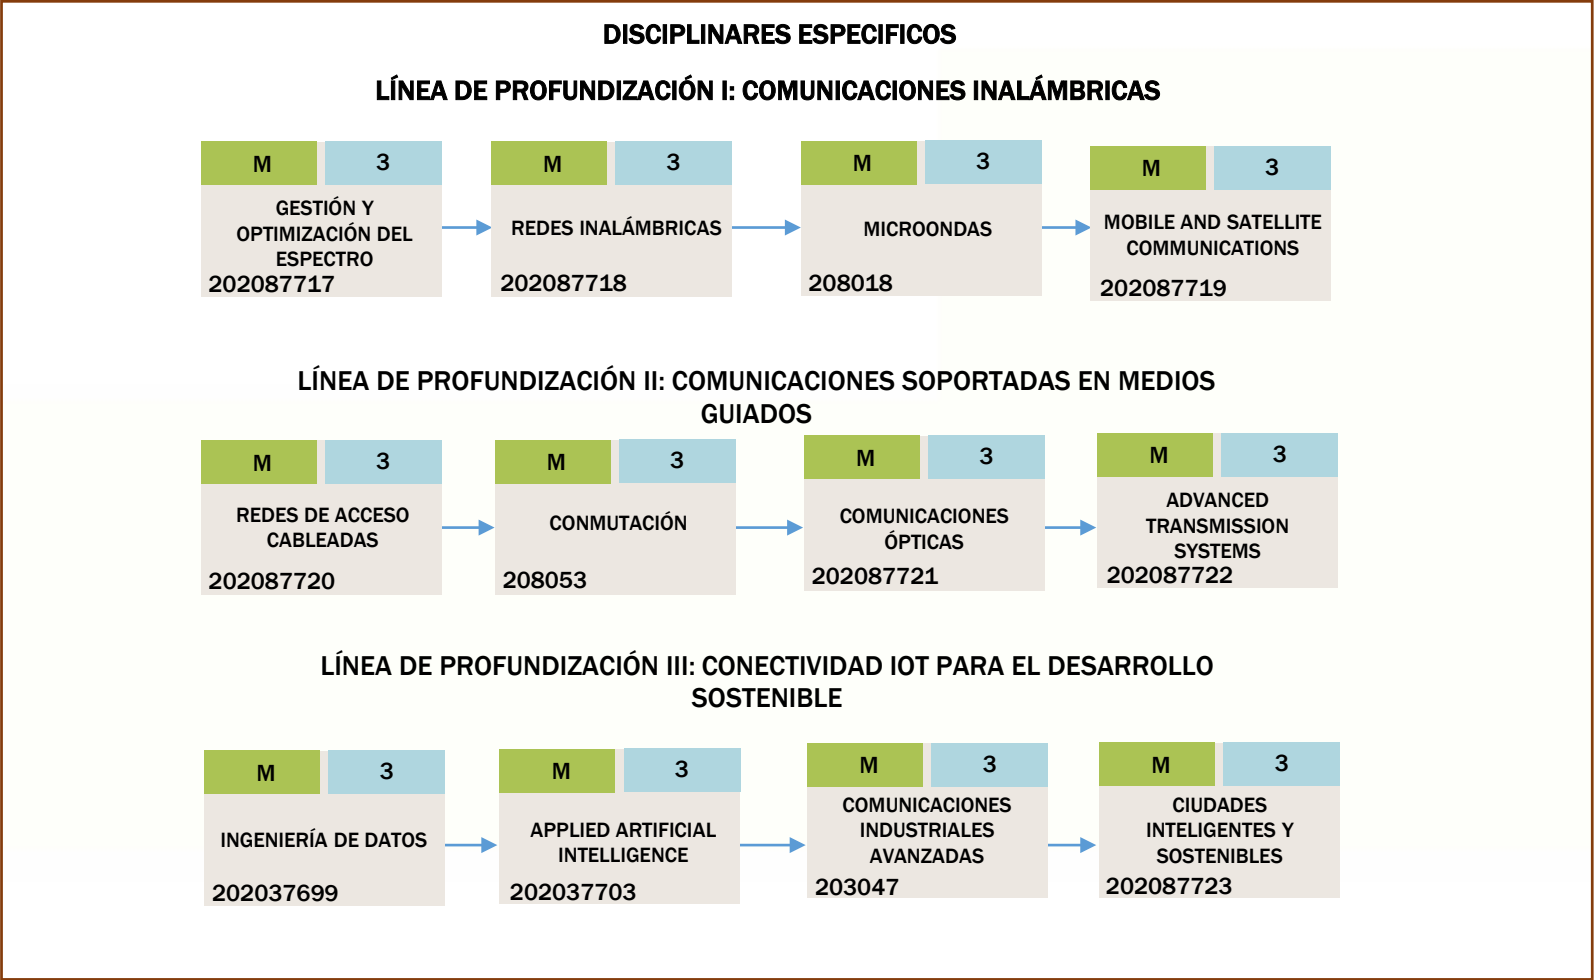 DISCIPLINARES ESPECIFICOS
LÍNEA DE PROFUNDIZACIÓN I: COMUNICACIONES INALÁMBRICAS
M 3
GESTIÓN Y
OPTIMIZACIÓN DEL
ESPECTRO
202087717
M 3
REDES INALÁMBRICAS
202087718
M 3
MICROONDAS
208018
M 3
MOBILE AND SATELLITE
COMMUNICATIONS
202087719
LÍNEA DE PROFUNDIZACIÓN II: COMUNICACIONES SOPORTADAS EN MEDIOS
GUIADOS
M 3
REDES DE ACCESO
CABLEADAS
202087720
M 3
CONMUTACIÓN
208053
M 3
COMUNICACIONES
ÓPTICAS
202087721
M 3
ADVANCED
TRANSMISSION
SYSTEMS
202087722
LÍNEA DE PROFUNDIZACIÓN III: CONECTIVIDAD IOT PARA EL DESARROLLO
SOSTENIBLE
M 3
INGENIERÍA DE DATOS
202037699
M 3
APPLIED ARTIFICIAL
INTELLIGENCE
202037703
M 3
COMUNICACIONES
INDUSTRIALES
AVANZADAS
203047
M 3
CIUDADES
INTELIGENTES Y
SOSTENIBLES
202087723